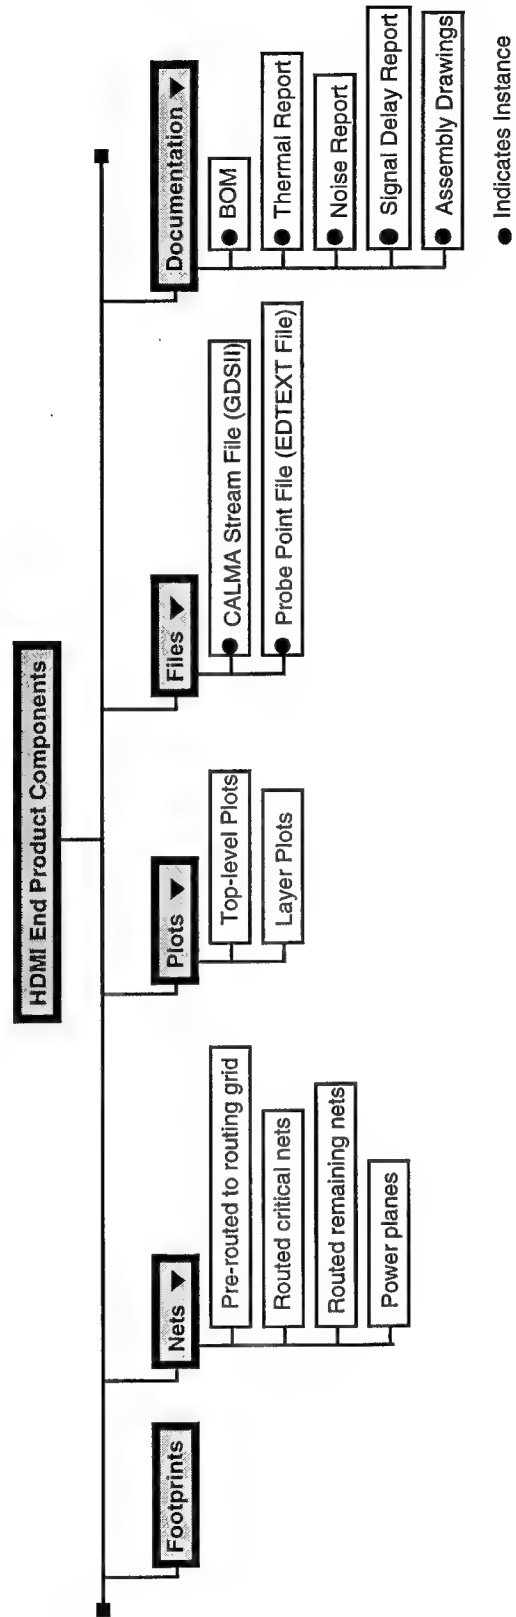 HDMI End Product Components
Footprints
Nets
Pre-routed to routing grid
Routed critical nets
Routed remaining nets
Power planes
Plots
Top-level Plots
Layer Plots
Files
CALMA Stream File (GDSII)
Probe Point File (EDTEXT File)
Documentation
BOM
Thermal Report
Noise Report
Signal Delay Report
Assembly Drawings
Indicates Instance